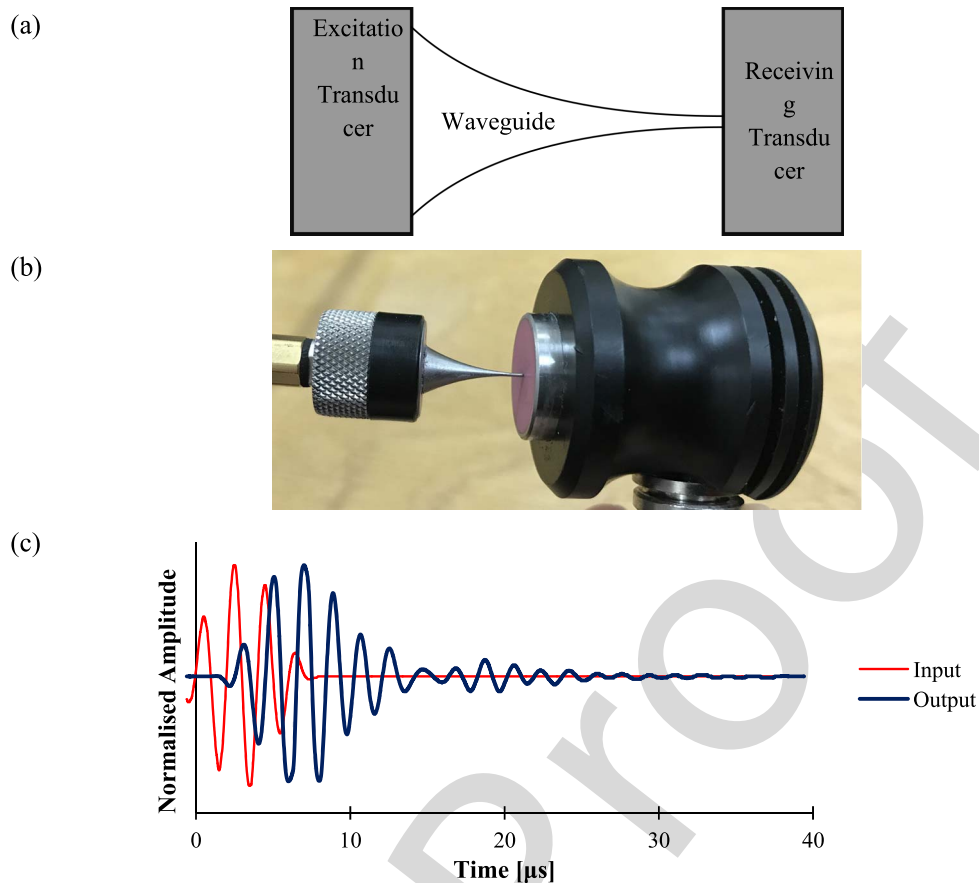 (a)
Excitatio
n
Transdu
cer
Waveguide
Receivin
g
Transdu
cer
(b)
(c)
Normalised Amplitude
Input
Output
0
10
20
30
40
Time [µs]
Proof